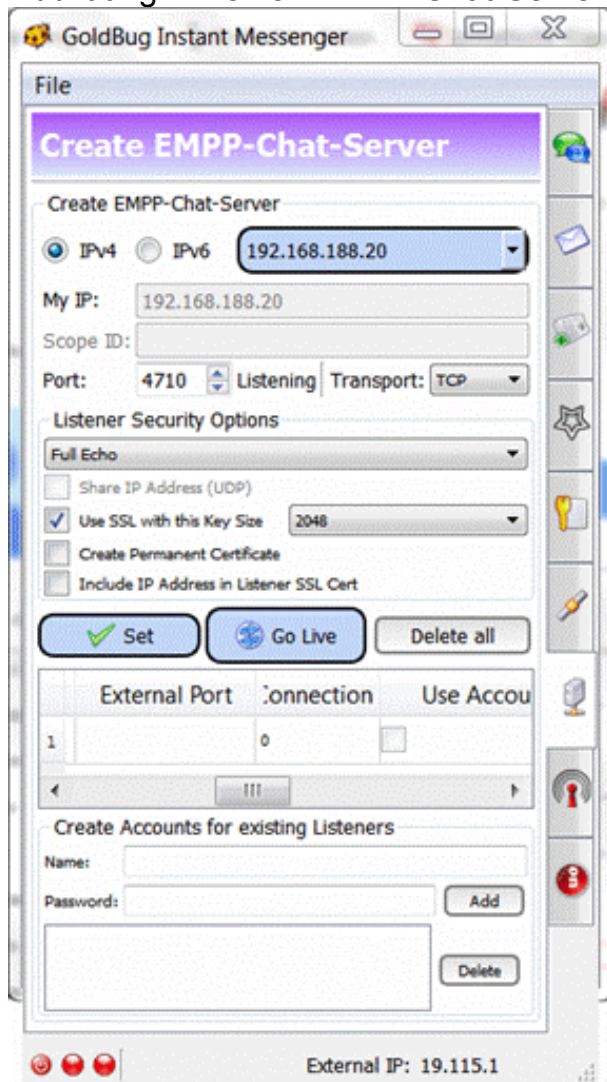 GoldBug Instant Messenger
File
Create EMPP-Chat-Server
Create EMPP-Chat-Server
IPv4 IPv6 192.168.188.20
My IP: 192.168.188.20
Scope ID:
Port: 4710 Listening Transport: TCP
Listener Security Options
Full Echo
Share IP Address (UDP)
Use SSL with this Key Size 2048
Create Permanent Certificate
Include IP Address in Listener SSL Cert
Set Go Live Delete all
External Port Connection Use Accou
1 0
Create Accounts for existing Listeners
Name:
Password: Add
Delete
External IP: 19.115.1